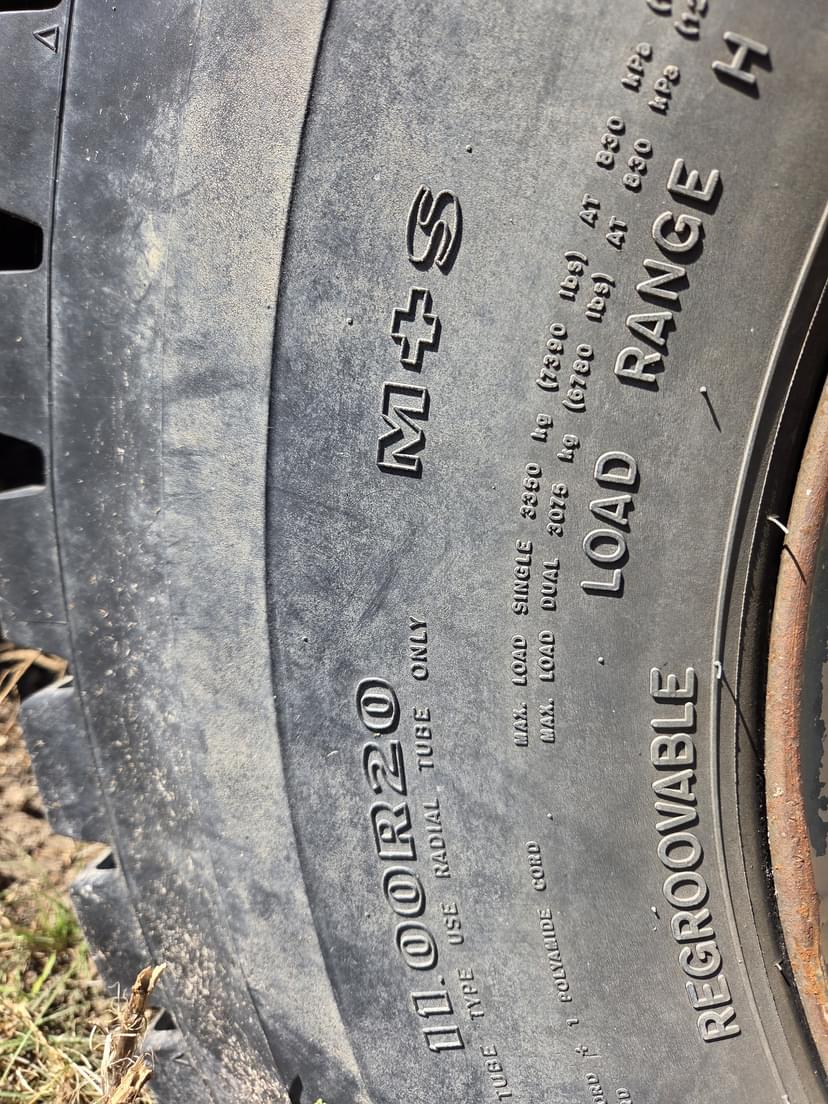 M+S
11.00R20
TUBE TYPE USE RADIAL TUBE ONLY
TUBE
MAX. LOAD SINGLE 3350 kg (7390 lbs) AT 830 kPa
MAX. LOAD DUAL 3075 kg (6780 lbs) AT 830 kPa
1 POLYAMIDE CORD
LOAD RANGE H
REGROOVABLE